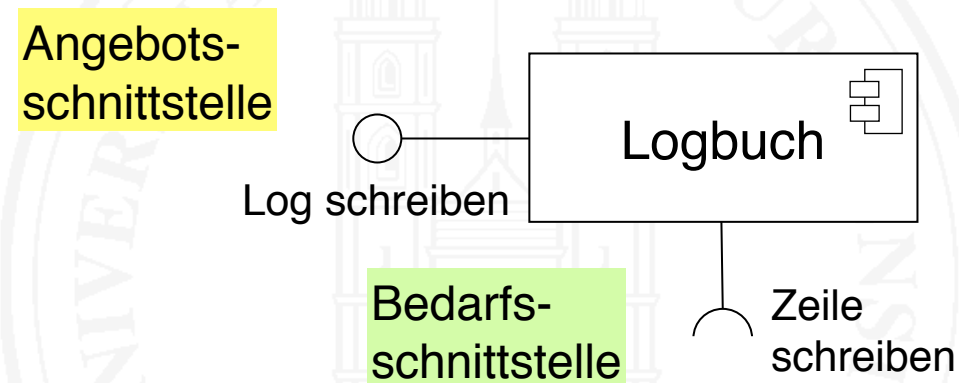 Angebots-
schnittstelle
Logbuch
Log schreiben
Bedarfs-
schnittstelle
Zeile
schreiben